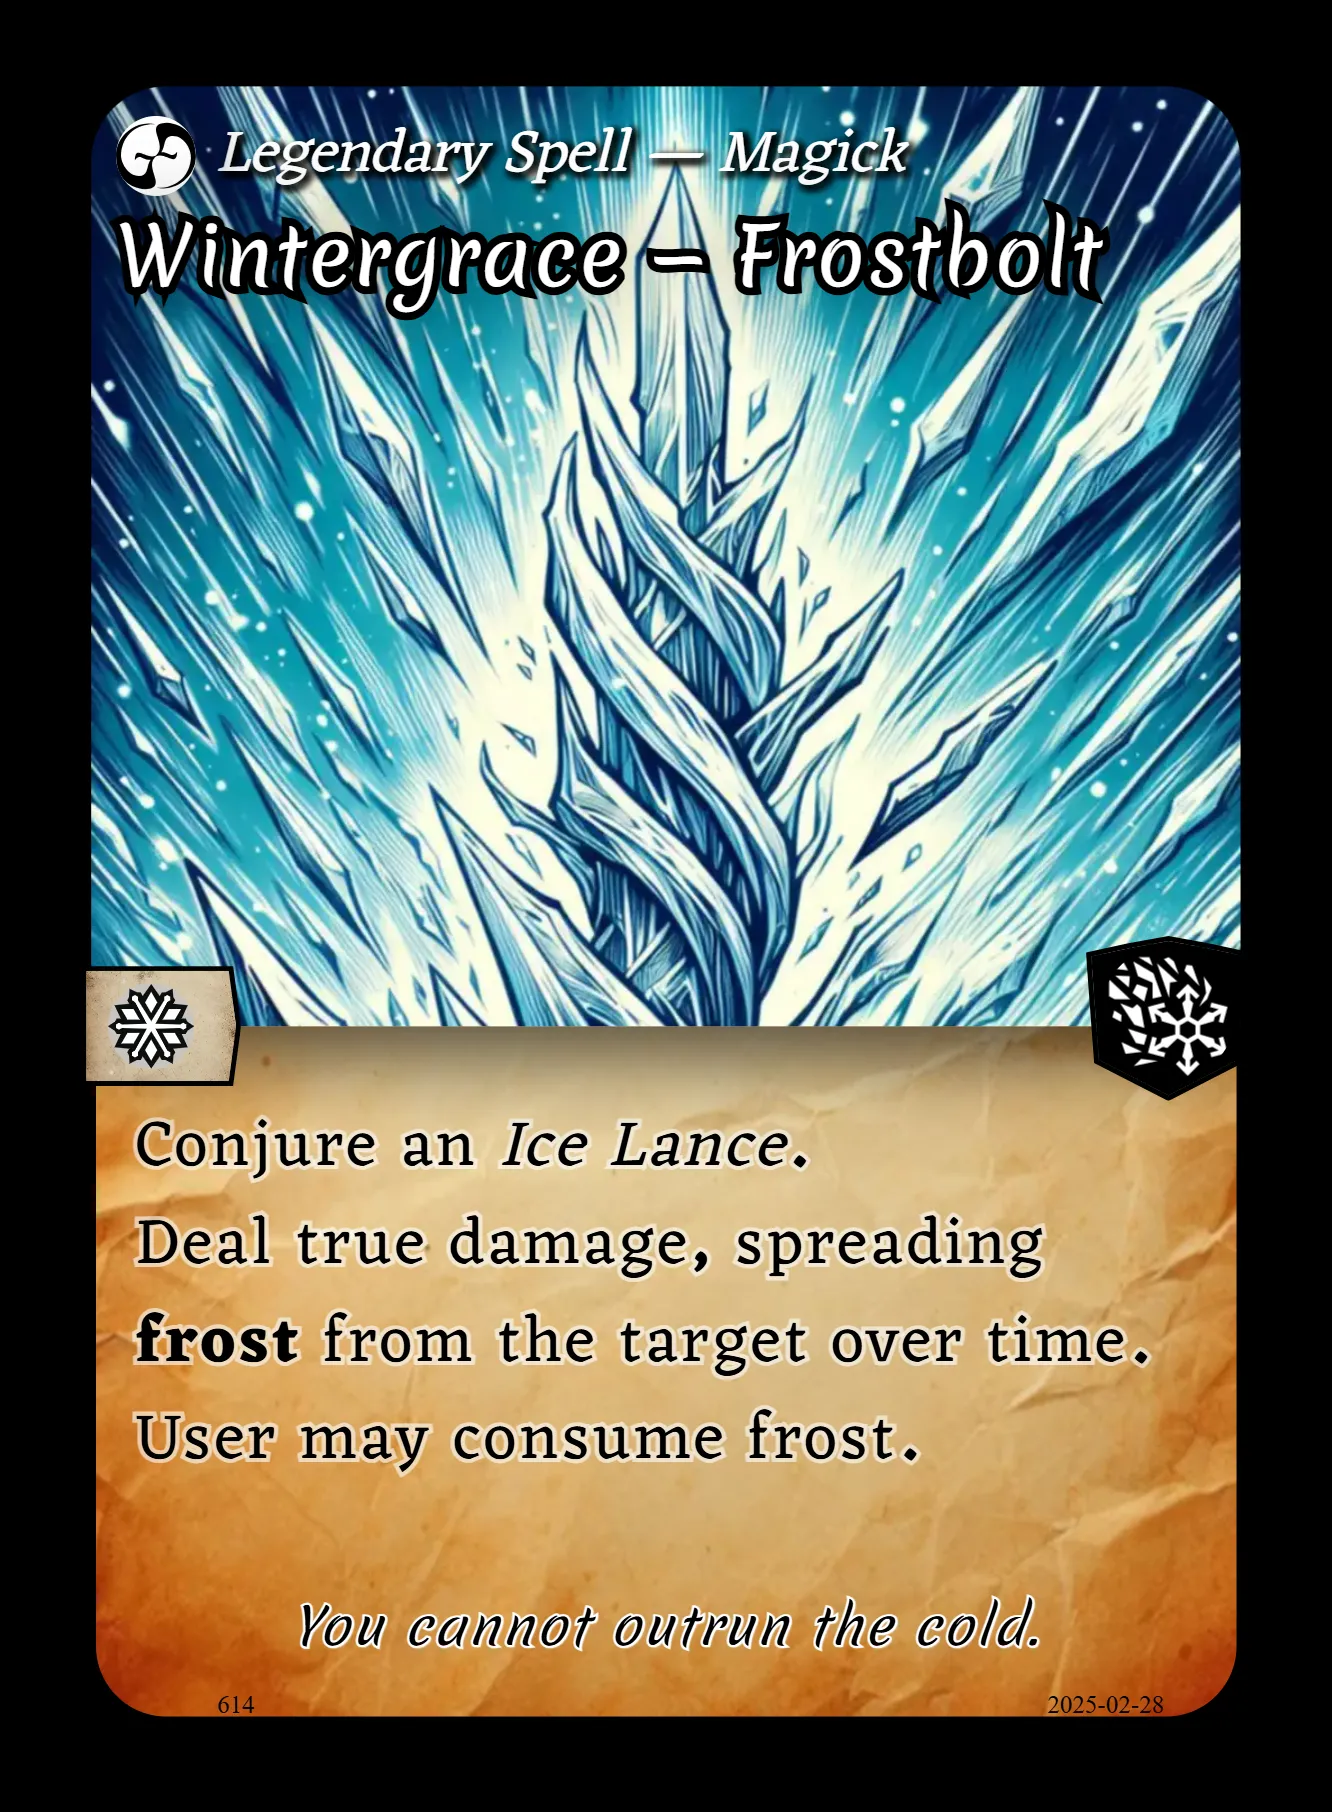 Legendary Spell — Magick
Wintergrace – Frostbolt
Conjure an Ice Lance.
Deal true damage, spreading
frost from the target over time.
User may consume frost.
You cannot outrun the cold.
614
2025-02-28